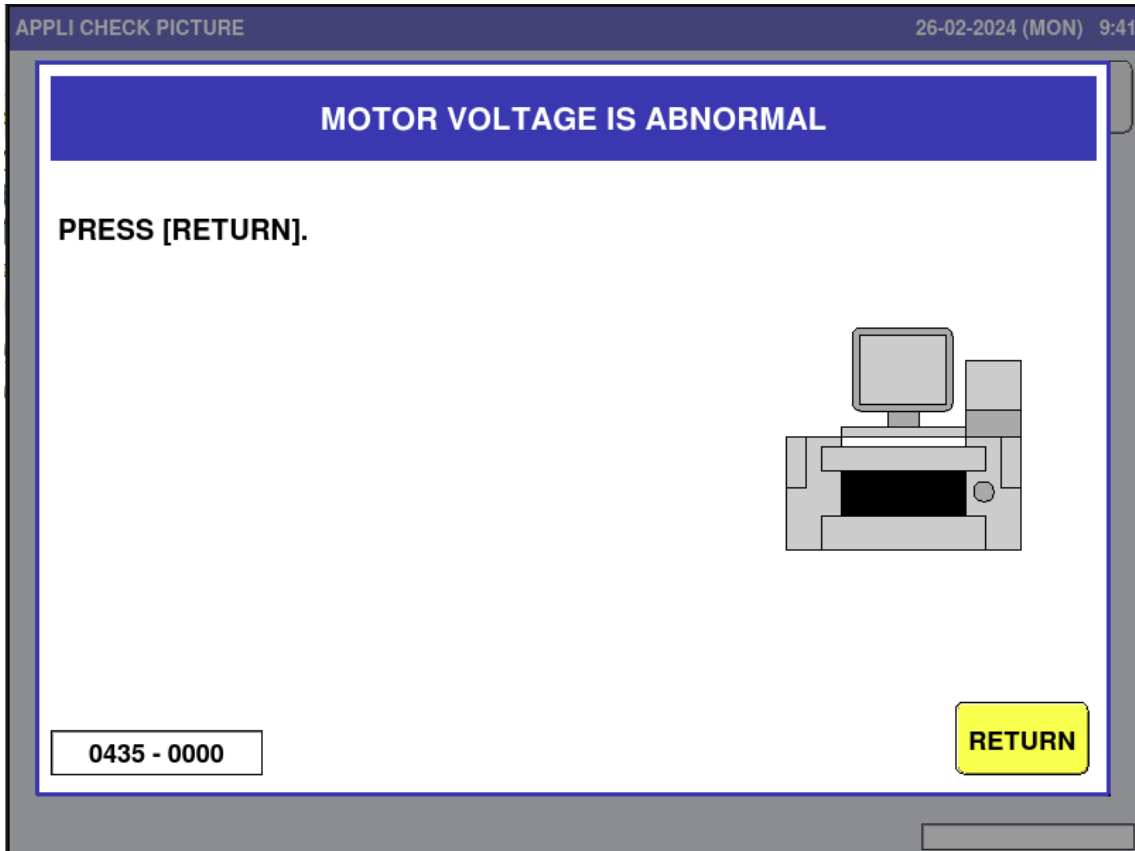 APPLI CHECK PICTURE 26-02-2024 (MON) 9:41
MOTOR VOLTAGE IS ABNORMAL
PRESS [RETURN].
0435 - 0000
RETURN